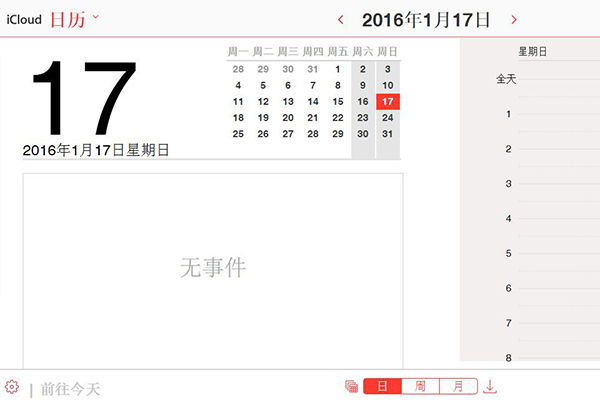 iCloud 日历
2016年1月17日
17
2016年1月17日星期日
周一 周二 周三 周四 周五 周六 周日
28 29 30 31 1 2 3
4 5 6 7 8 9 10
11 12 13 14 15 16 17
18 19 20 21 22 23 24
25 26 27 28 29 30 31
无事件
星期日
全天
1
2
3
4
5
6
7
8
前往今天
日 周 月